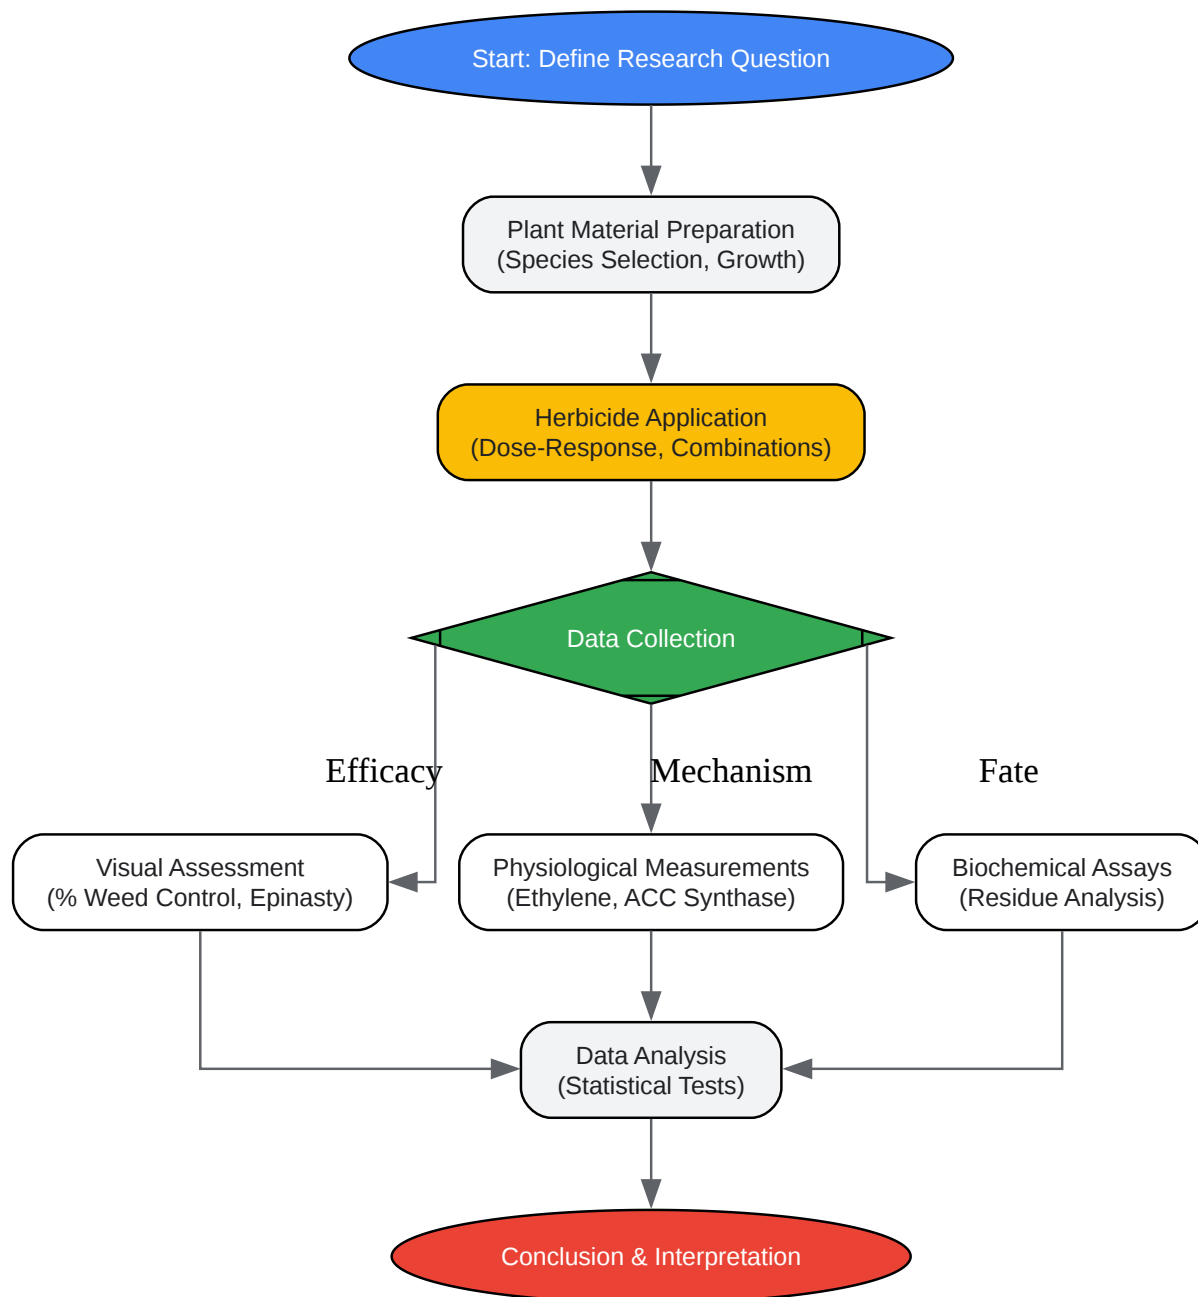 Start: Define Research Question
Plant Material Preparation
(Species Selection, Growth)
Herbicide Application
(Dose-Response, Combinations)
Data Collection
Efficacy
Mechanism
Fate
Visual Assessment
(% Weed Control, Epinasty)
Physiological Measurements
(Ethylene, ACC Synthase)
Biochemical Assays
(Residue Analysis)
Data Analysis
(Statistical Tests)
Conclusion & Interpretation